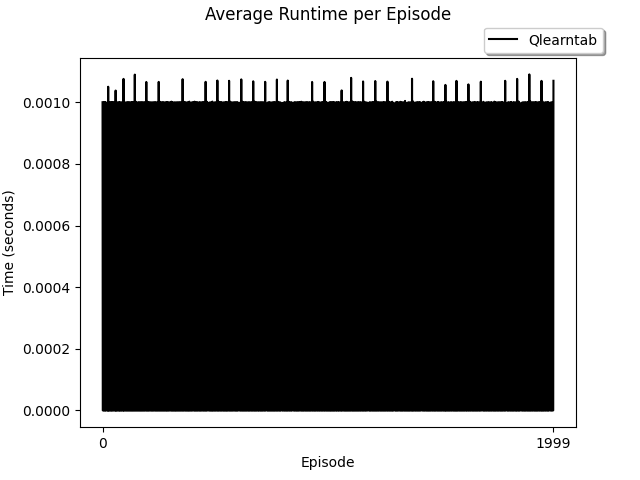 Average Runtime per Episode
Qlearntab
0.0010
0.0008
0.0006
0.0004
0.0002
0.0000
Time (seconds)
0
1999
Episode